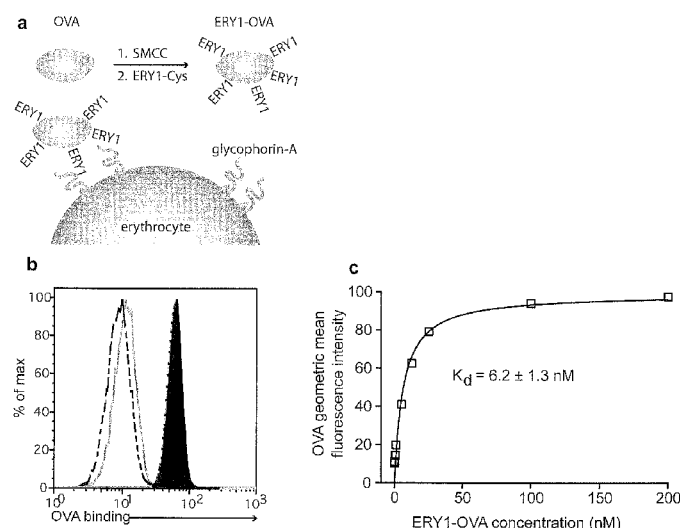 a
OVA
ERY1-OVA
1. SMCC
2. ERY1-Cys
ERY1
ERY1
ERY1
ERY1
ERY1
ERY1
ERY1
ERY1
ERY1
ERY1
glycophorin-A
erythrocyte
b
% of max
100
80
60
40
20
0
10^0
10^1
10^2
10^3
OVA binding
c
OVA geometric mean
fluorescence intensity
100
80
60
40
20
0
K_d = 6.2 ± 1.3 nM
0
50
100
150
200
ERY1-OVA concentration (nM)